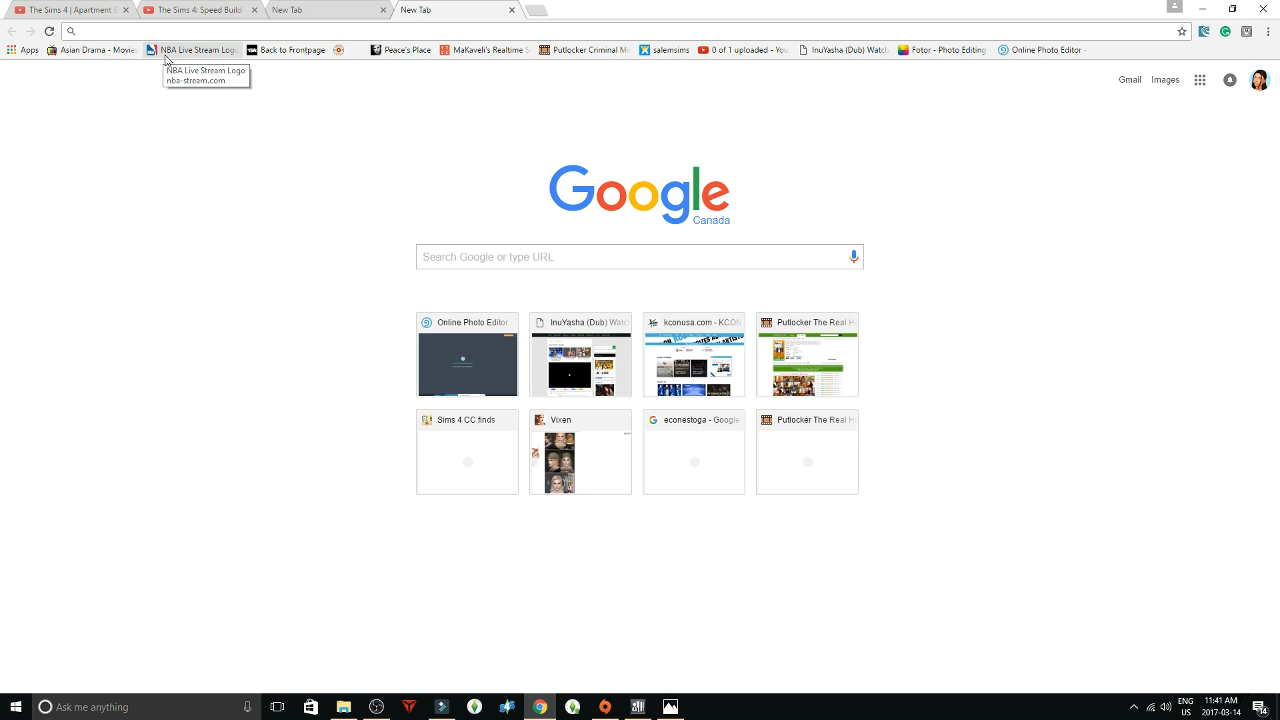 The Sims 4 | Apartment The Sims 4: Speed Build New Tab New Tab
Apps Asian Drama - Movies NBA Live Stream Logo Back to Frontpage Peace's Place MaKaveli's Realtime Putlocker Criminal salemsims 0 of 1 uploaded - You InuYasha (Dub) Watch Fotor - Photo Editing Online Photo Editor -
NBA Live Stream Logo
nba-stream.com
Gmail Images
Google
Canada
Search Google or type URL
Online Photo Editor - InuYasha (Dub) Watc kconusa.com - KCON Putlocker The Real H
Sims 4 CC finds Vixen econestoga - Google Putlocker The Real H
Ask me anything
ENG 11:41 AM
US 2017-03-14
14